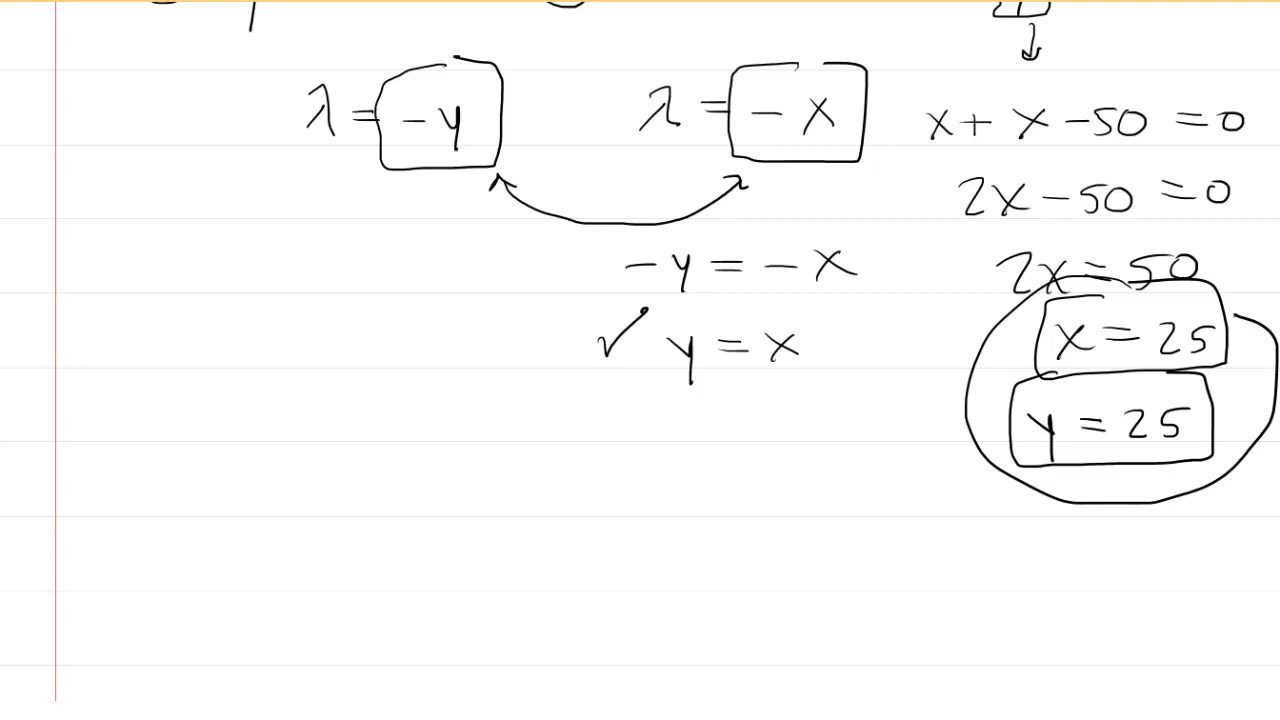 λ = -y
λ = -x
-y = -x
✓ y = x
x + x - 50 = 0
2x - 50 = 0
2x = 50
x = 25
y = 25